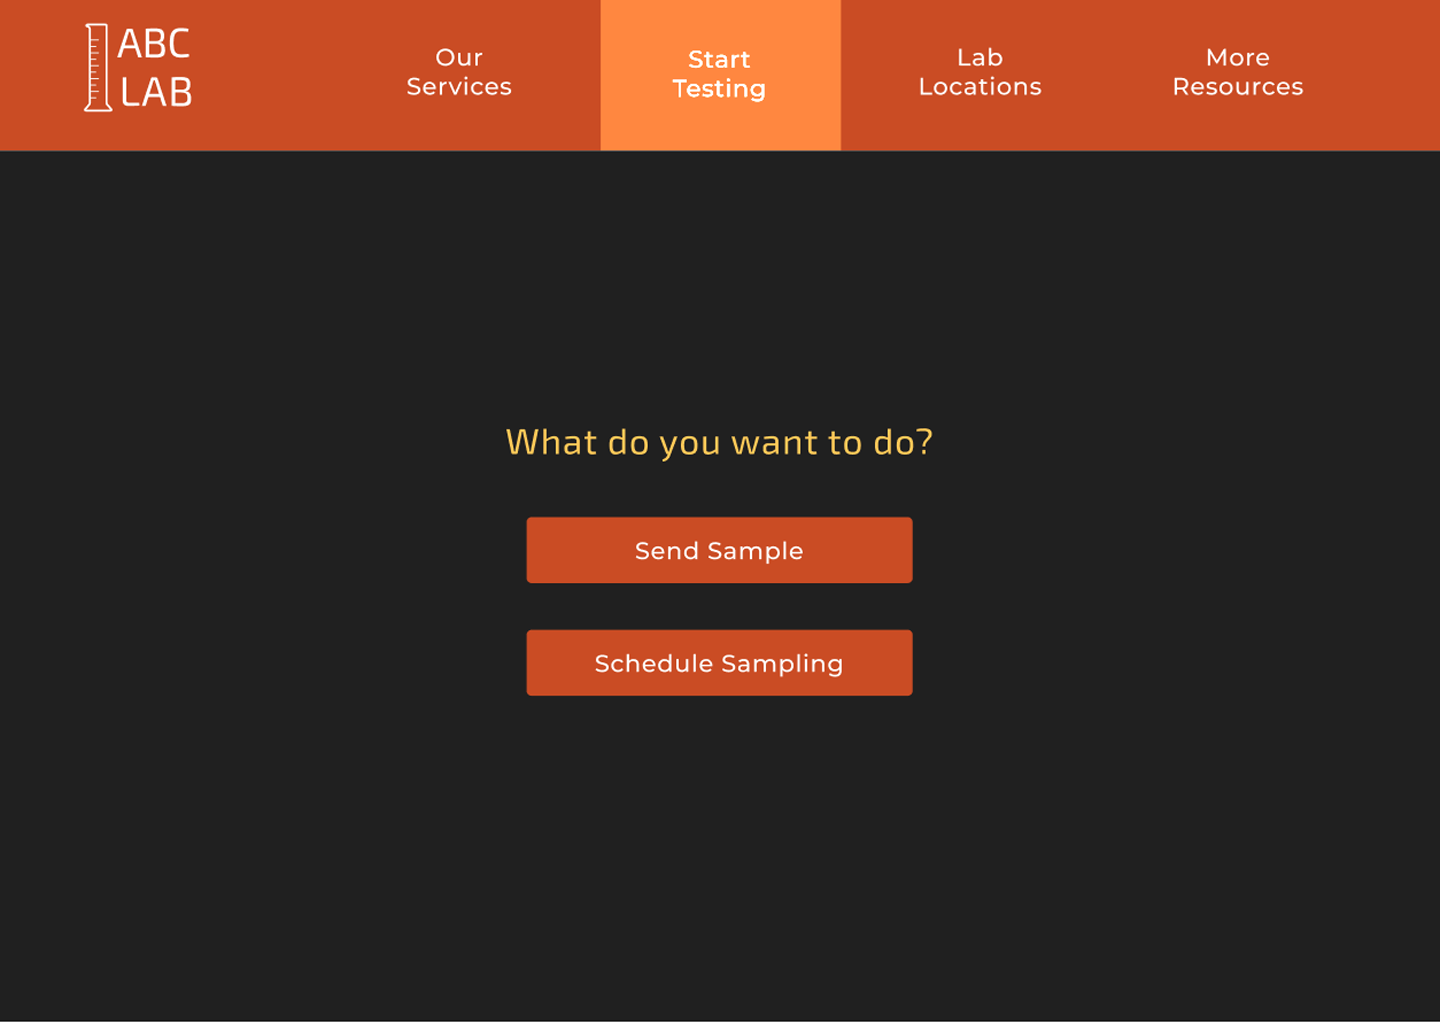 ABC
LAB
Our
Services
Start
Testing
Lab
Locations
More
Resources
What do you want to do?
Send Sample
Schedule Sampling